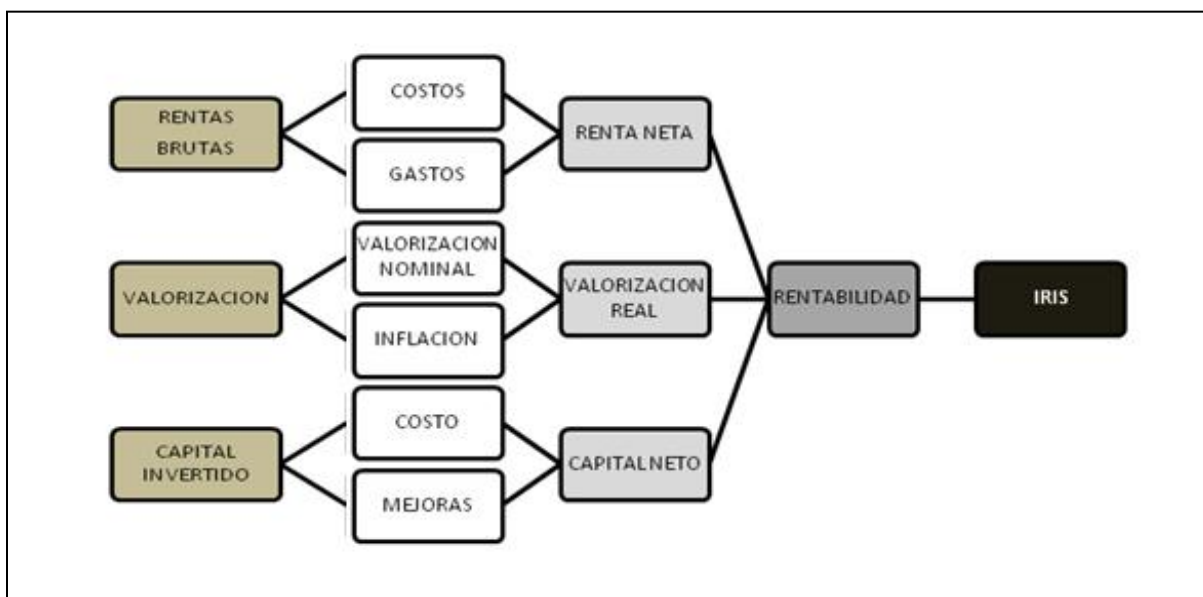 RENTAS
BRUTAS
COSTOS
GASTOS
RENTA NETA
VALORIZACION
VALORIZACION
NOMINAL
INFLACION
VALORIZACION
REAL
RENTABILIDAD
IRIS
CAPITAL
INVERTIDO
COSTO
MEJORAS
CAPITAL NETO